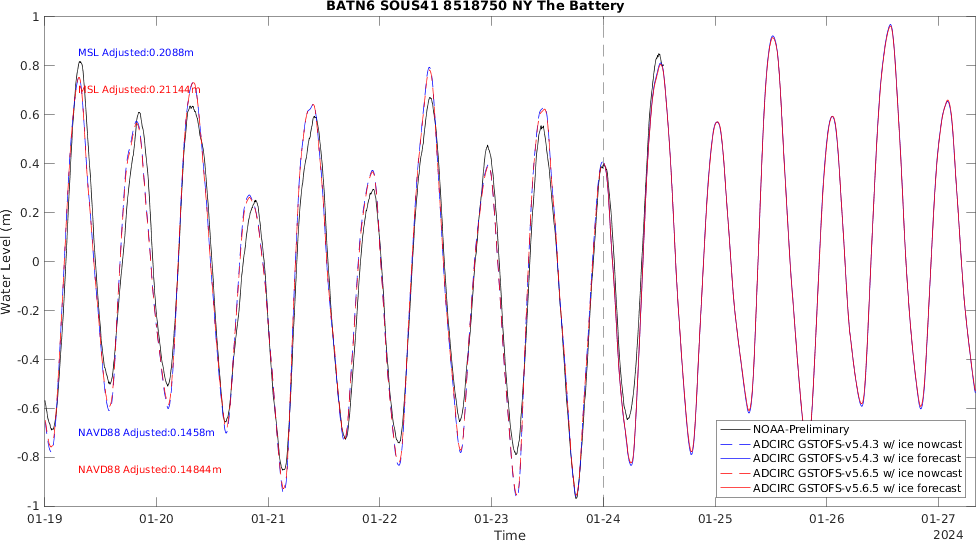 BATN6 SOUS41 8518750 NY The Battery
MSL Adjusted:0.2088m
MSL Adjusted:0.21144m
NAVD88 Adjusted:0.1458m
NAVD88 Adjusted:0.14844m
Water Level (m)
1
0.8
0.6
0.4
0.2
0
-0.2
-0.4
-0.6
-0.8
-1
NOAA-Preliminary
ADCIRC GSTOFS-v5.4.3 w/ ice nowcast
ADCIRC GSTOFS-v5.4.3 w/ ice forecast
ADCIRC GSTOFS-v5.6.5 w/ ice nowcast
ADCIRC GSTOFS-v5.6.5 w/ ice forecast
01-19 01-20 01-21 01-22 01-23 01-24 01-25 01-26 01-27
Time
2024